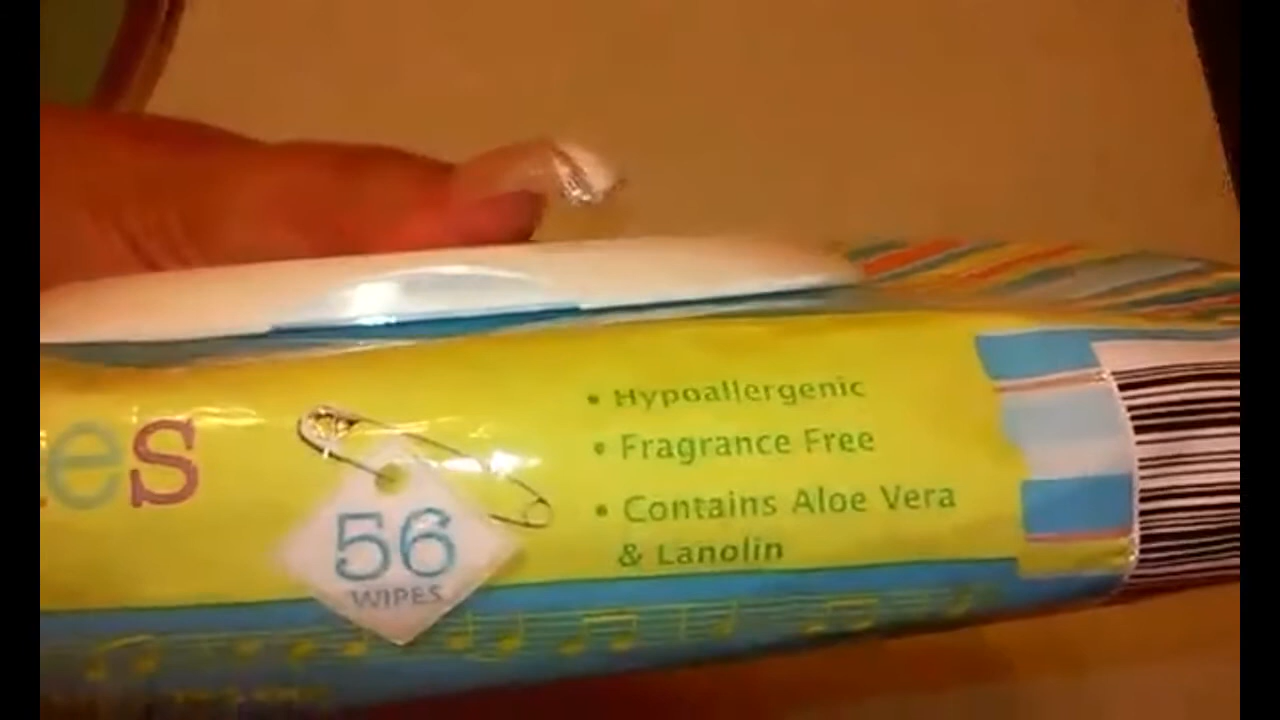 es
56
WIPES
• Hypoallergenic
• Fragrance Free
• Contains Aloe Vera
& Lanolin